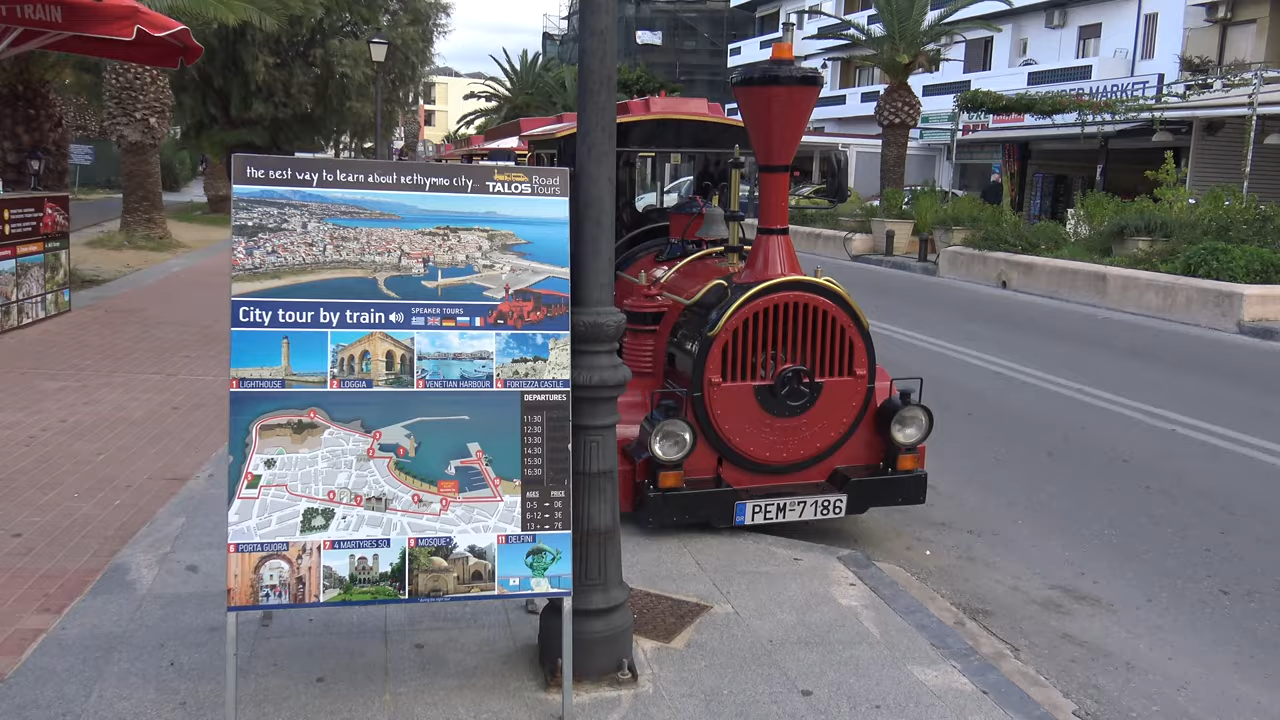 T TRAIN
the best way to learn about Rethymno city...
TALOS Road
Tours
City tour by train
SPEAKER TOURS
1 LIGHTHOUSE
2 LOGGIA
3 VENETIAN HARBOUR
4 FORTEZZA CASTLE
DEPARTURES
11:30
12:30
13:30
14:30
15:30
16:30
AGES PRICE
0-5 0€
6-12 3€
13+ 7€
6 PORTA GUORA
7 4 MARTYRES SQ.
9 MOSQUE*
11 DELFINI
GR PEM-7186
SUPER MARKET